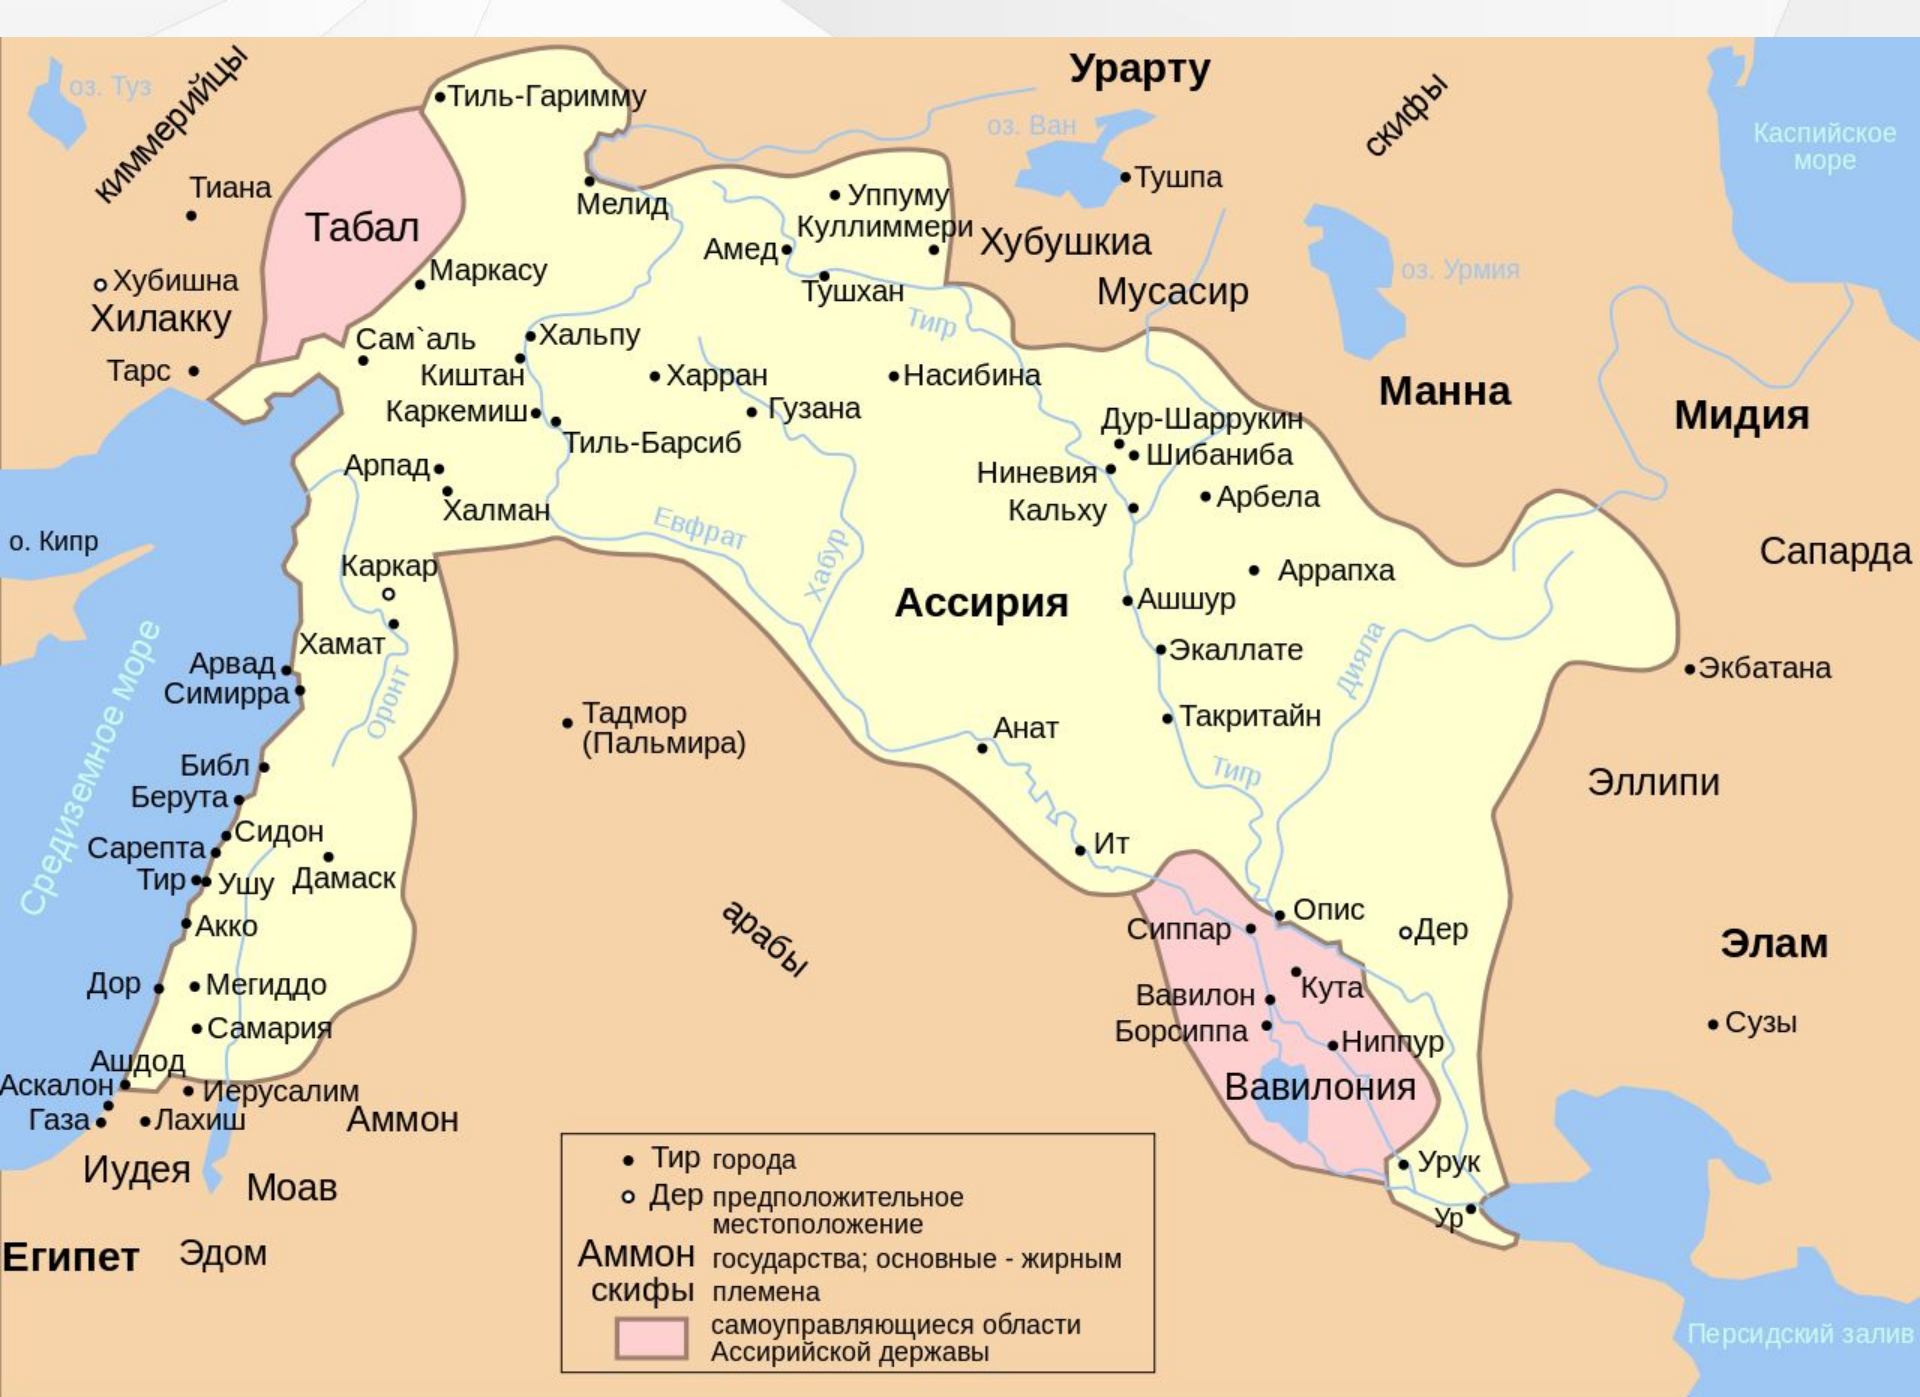 Урарту
оз. Туз
киммерийцы
Тиль-Гаримму
скифы
оз. Ван
Каспийское
море
Тиана
Мелид
Уппуму
Тушпа
Табал
Куллиммери
Амед
Хубушкиа
Маркасу
Тушхан
Мусасир
оз. Урмия
Хубишна
Хилакку
Тигр
Сам`аль
Хальпу
Тарс
Киштан
Харран
Насибина
Манна
Мидия
Каркемиш
Гузана
Дур-Шаррукин
Тиль-Барсиб
Шибаниба
Арпад
Ниневия
Халман
Арбела
Кальху
о. Кипр
Евфрат
Сапарда
Каркар
Хабур
Аррапха
Ассирия
Ашшур
Хамат
Экаллате
Дияла
Арвад
Симирра
Экбатана
Средиземное море
Оронт
Тадмор
(Пальмира)
Анат
Такритайн
Библ
Тигр
Эллипи
Берута
Сидон
Сарепта
Ит
Тир
Ушу
Дамаск
Акко
арабы
Сиппар
Опис
Дер
Элам
Дор
Мегиддо
Вавилон
Кута
Самария
Борсиппа
Ниппур
Сузы
Ашдод
Аскалон
Иерусалим
Вавилония
Газа
Лахиш
Аммон
Иудея
Моав
Урук
Ур
Египет
Эдом
Персидский залив
Тир города
Дер предположительное
местоположение
Аммон государства; основные - жирным
скифы племена
самоуправляющиеся области
Ассирийской державы